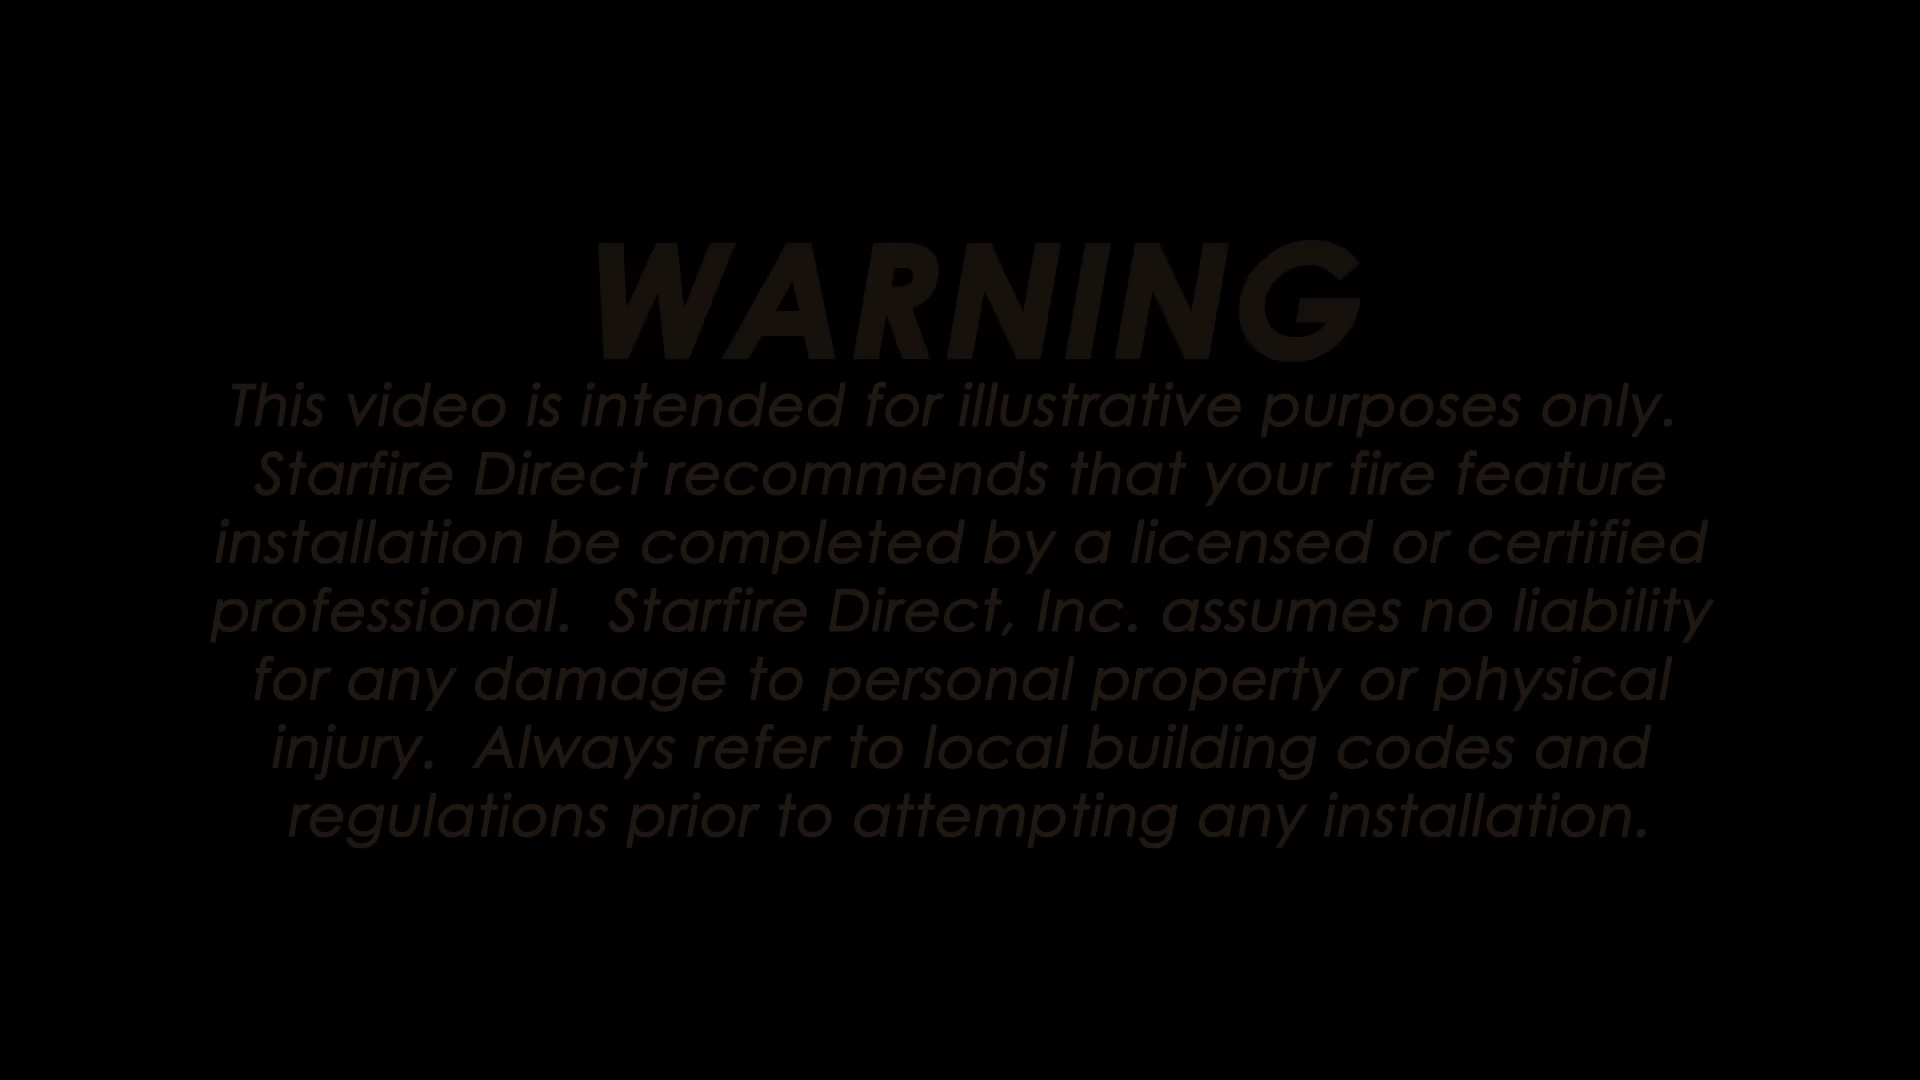 WARNING
This video is intended for illustrative purposes only.
Starfire Direct recommends that your fire feature
installation be completed by a licensed or certified
professional.  Starfire Direct, Inc. assumes no liability
for any damage to personal property or physical
injury.  Always refer to local building codes and
regulations prior to attempting any installation.